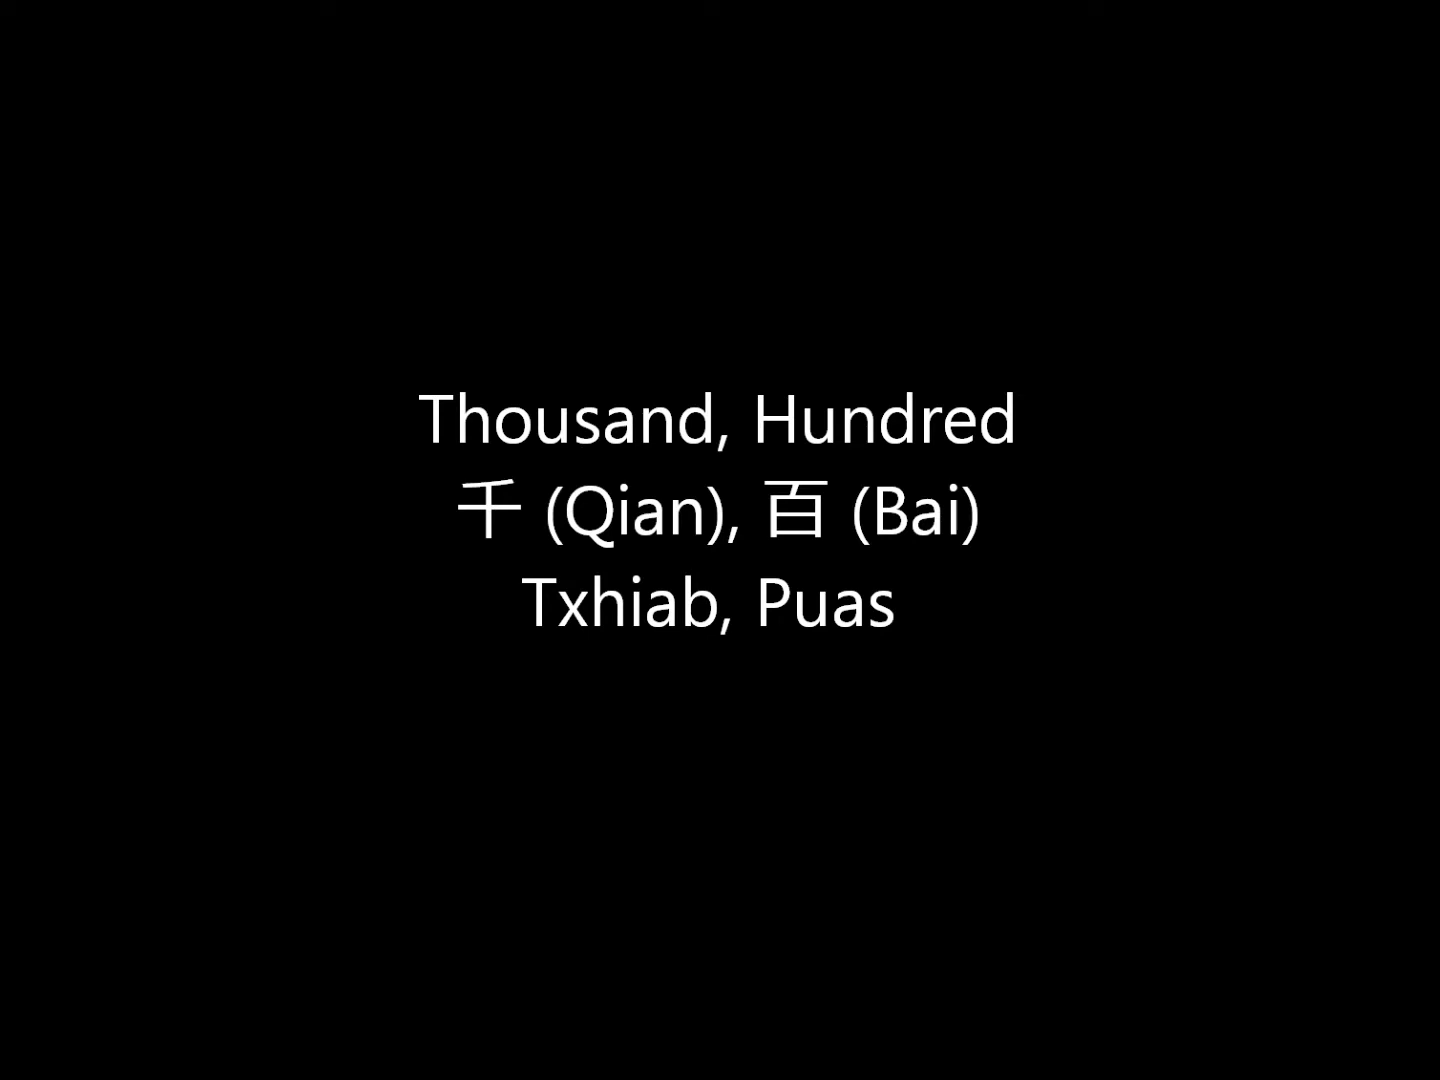 Thousand, Hundred
千 (Qian), 百 (Bai)
Txhiab, Puas